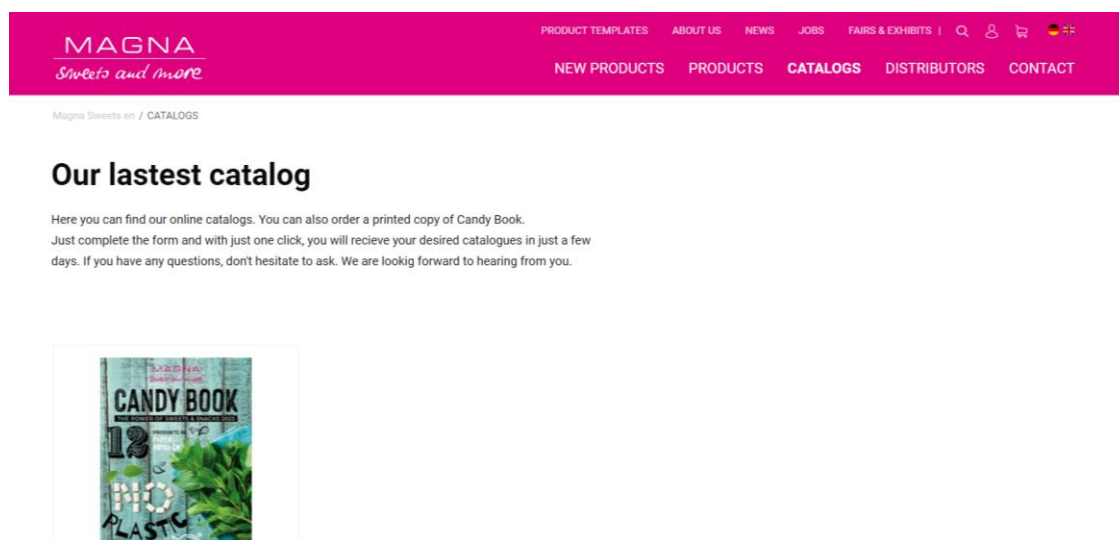 MAGNA
Sweets and more
PRODUCT TEMPLATES ABOUT US NEWS JOBS FAIRS & EXHIBITS |
NEW PRODUCTS PRODUCTS CATALOGS DISTRIBUTORS CONTACT
Magna Sweets en / CATALOGS
Our lastest catalog
Here you can find our online catalogs. You can also order a printed copy of Candy Book.
Just complete the form and with just one click, you will recieve your desired catalogues in just a few
days. If you have any questions, don't hesitate to ask. We are lookig forward to hearing from you.
MAGNA
CANDY BOOK
THE POWER OF SWEETS & SNACKS 2023
12
PRODUCTS IN
NO
PLASTIC